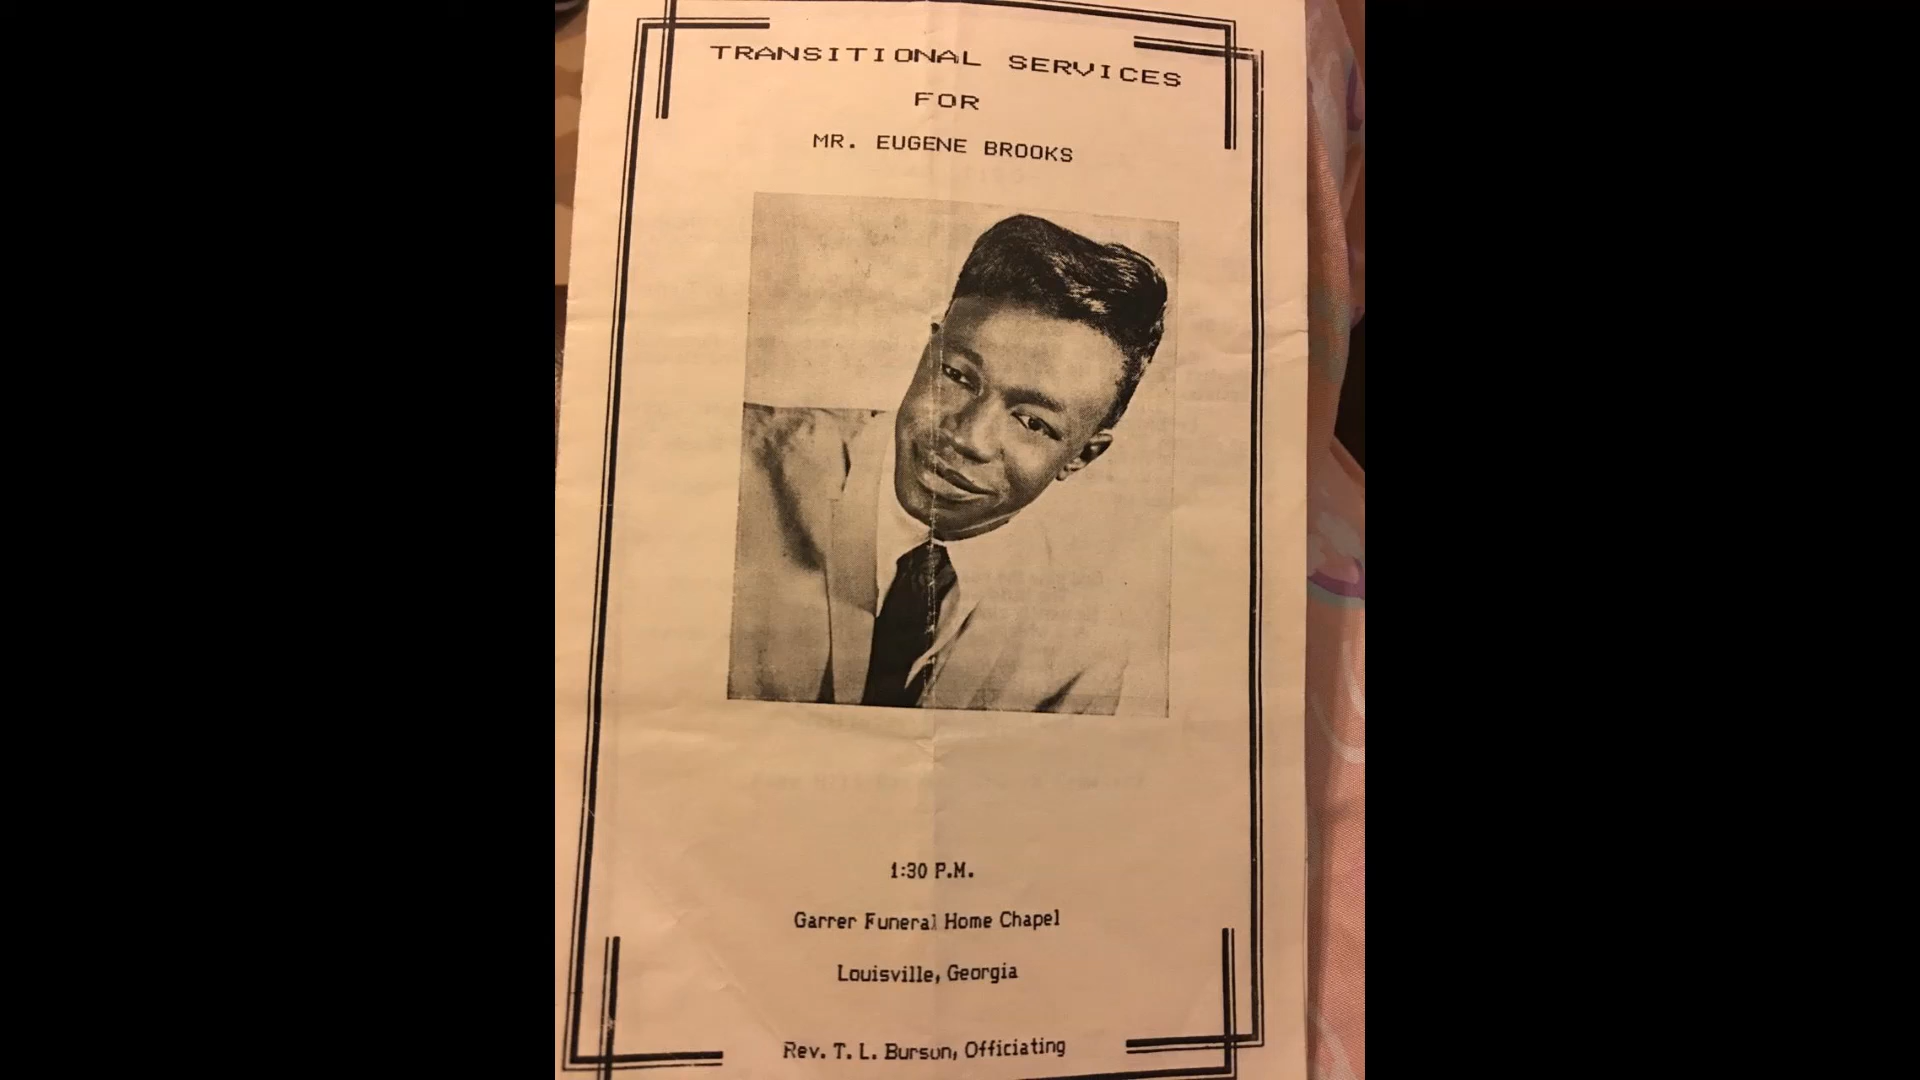 TRANSITIONAL SERVICES
FOR
MR. EUGENE BROOKS
1:30 P.M.
Garrer Funeral Home Chapel
Louisville, Georgia
Rev. T. L. Burson, Officiating